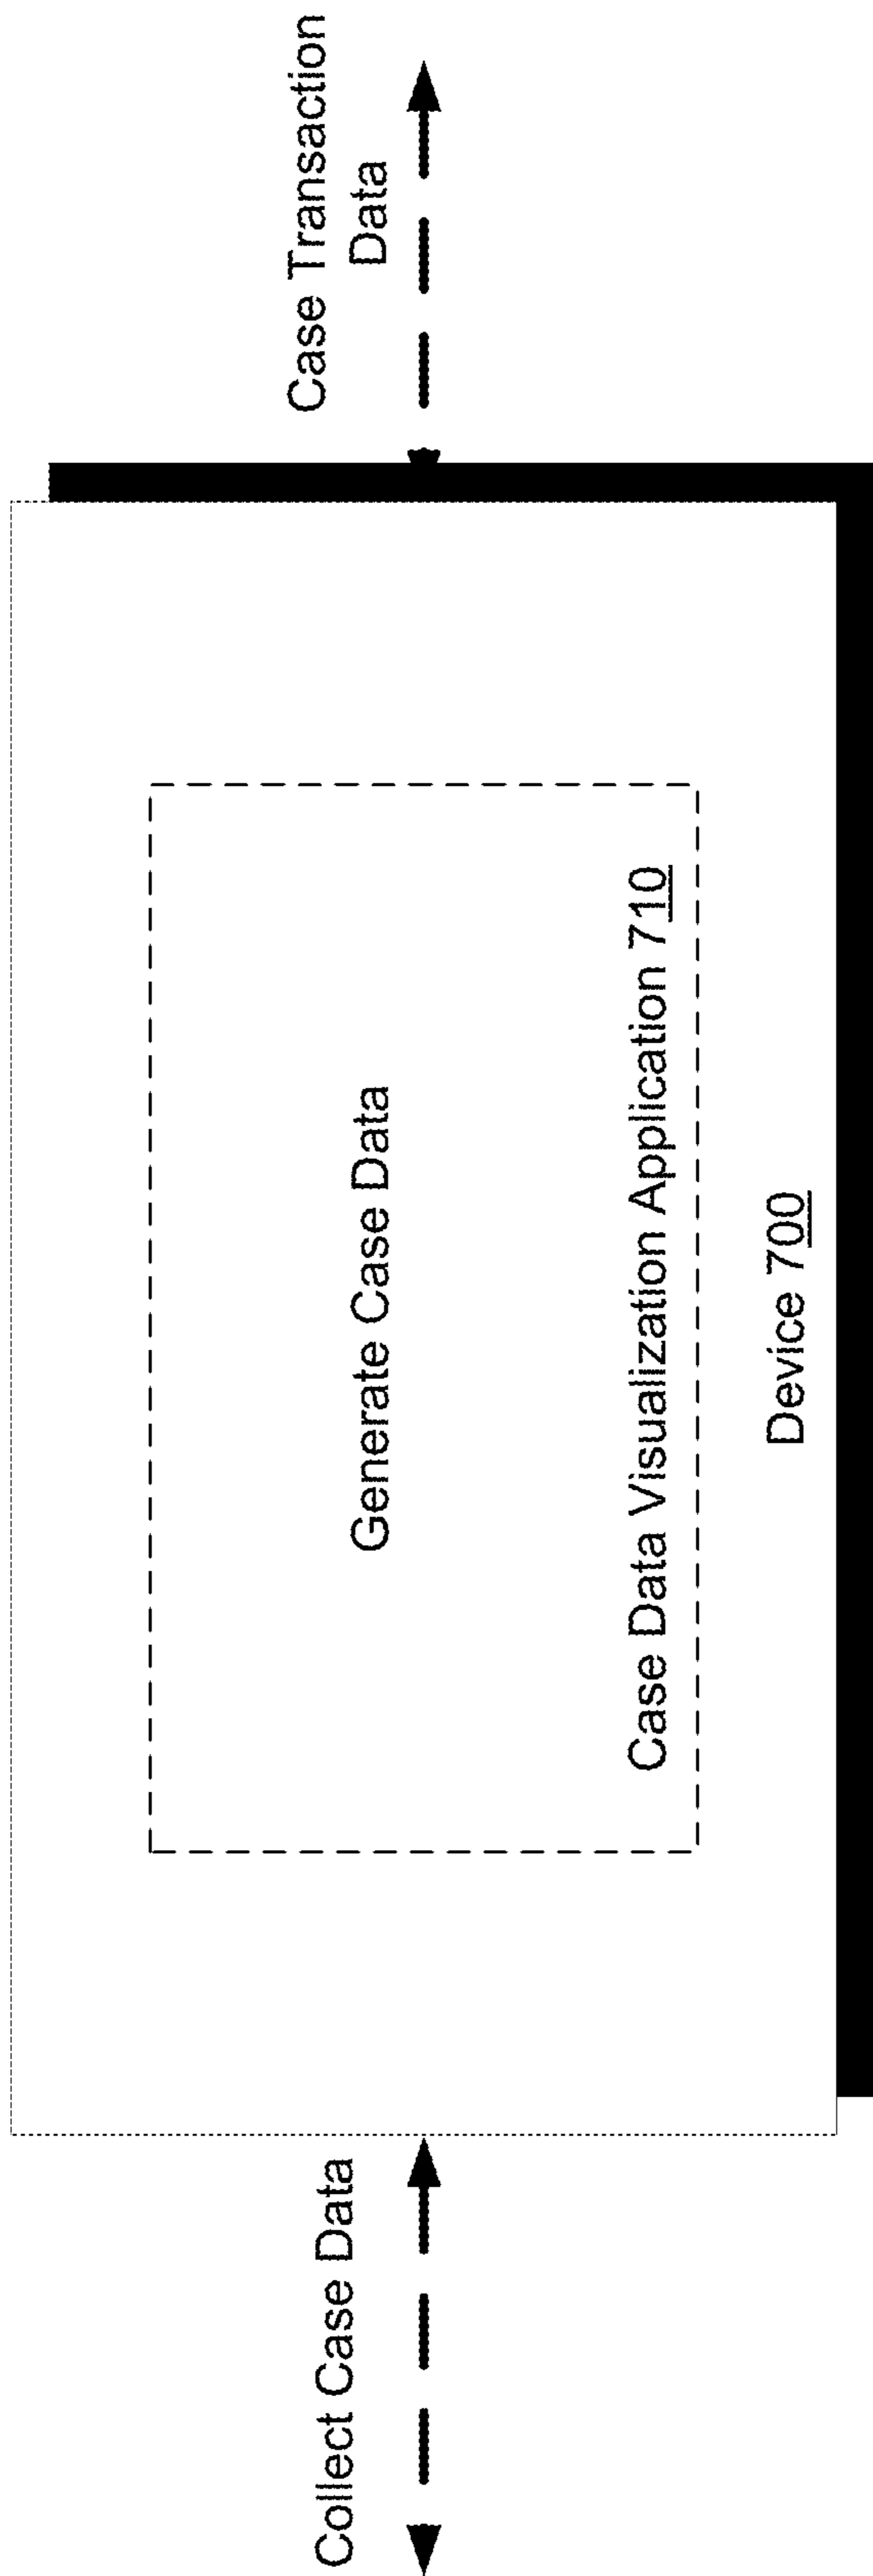 Collect Case Data
Generate Case Data
Case Data Visualization Application 710
Device 700
Case Transaction
Data